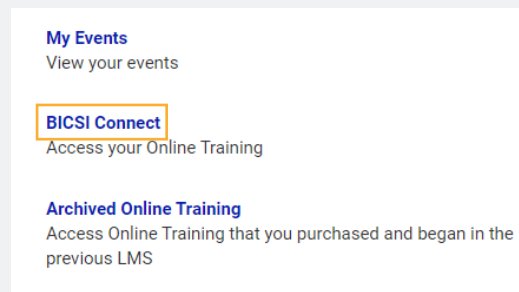 My Events
View your events
BICSI Connect
Access your Online Training
Archived Online Training
Access Online Training that you purchased and began in the
previous LMS